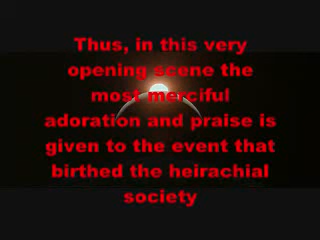 Thus, in this very
opening scene the
most merciful
adoration and praise is
given to the event that
birthed the heirachial
society